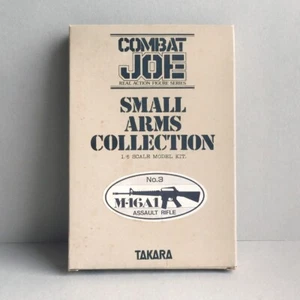 COMBAT
JOE
REAL ACTION FIGURE SERIES
SMALL
ARMS
COLLECTION
1/6 SCALE MODEL KIT.
No.3
M-16A1
ASSAULT RIFLE
TAKARA